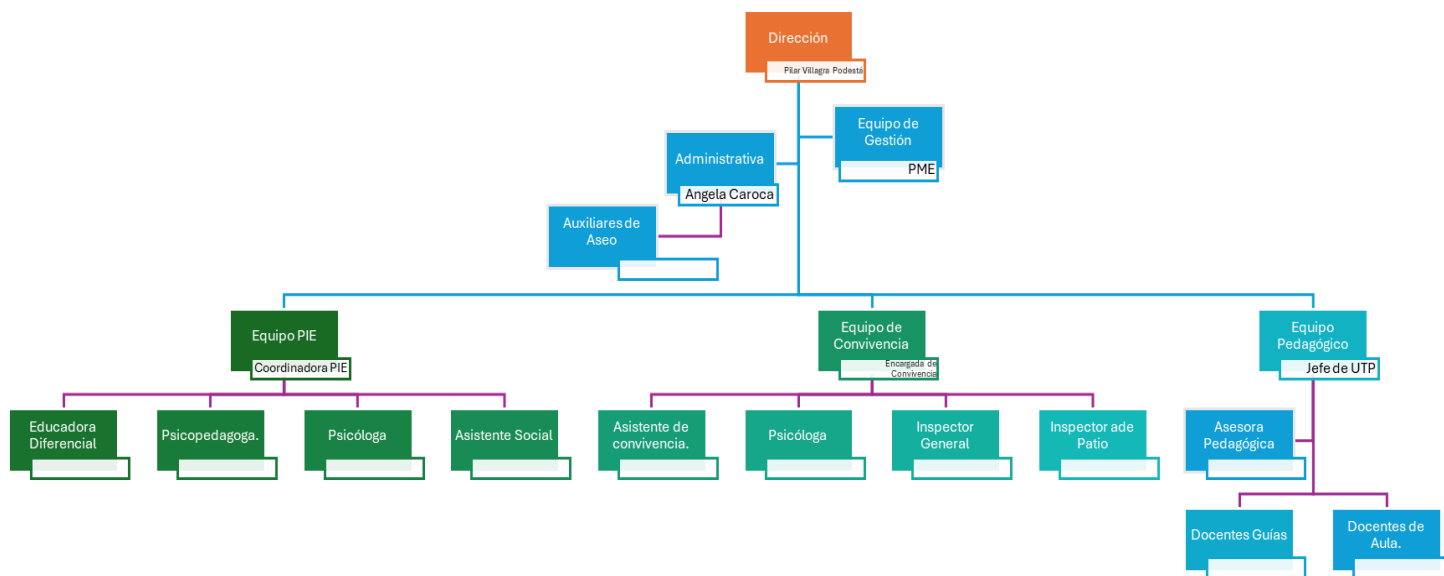 Dirección
Pilar Villagra Podestá
Equipo de
Gestión
PME
Administrativa
Angela Caroca
Auxiliares de
Aseo
Equipo PIE
Coordinadora PIE
Equipo de
Convivencia
Encargada de
Convivencia
Equipo
Pedagógico
Jefe de UTP
Educadora
Diferencial
Psicopedagoga.
Psicóloga
Asistente Social
Asistente de
convivencia.
Psicóloga
Inspector
General
Inspector ade
Patio
Asesora
Pedagógica
Docentes Guías
Docentes de
Aula.